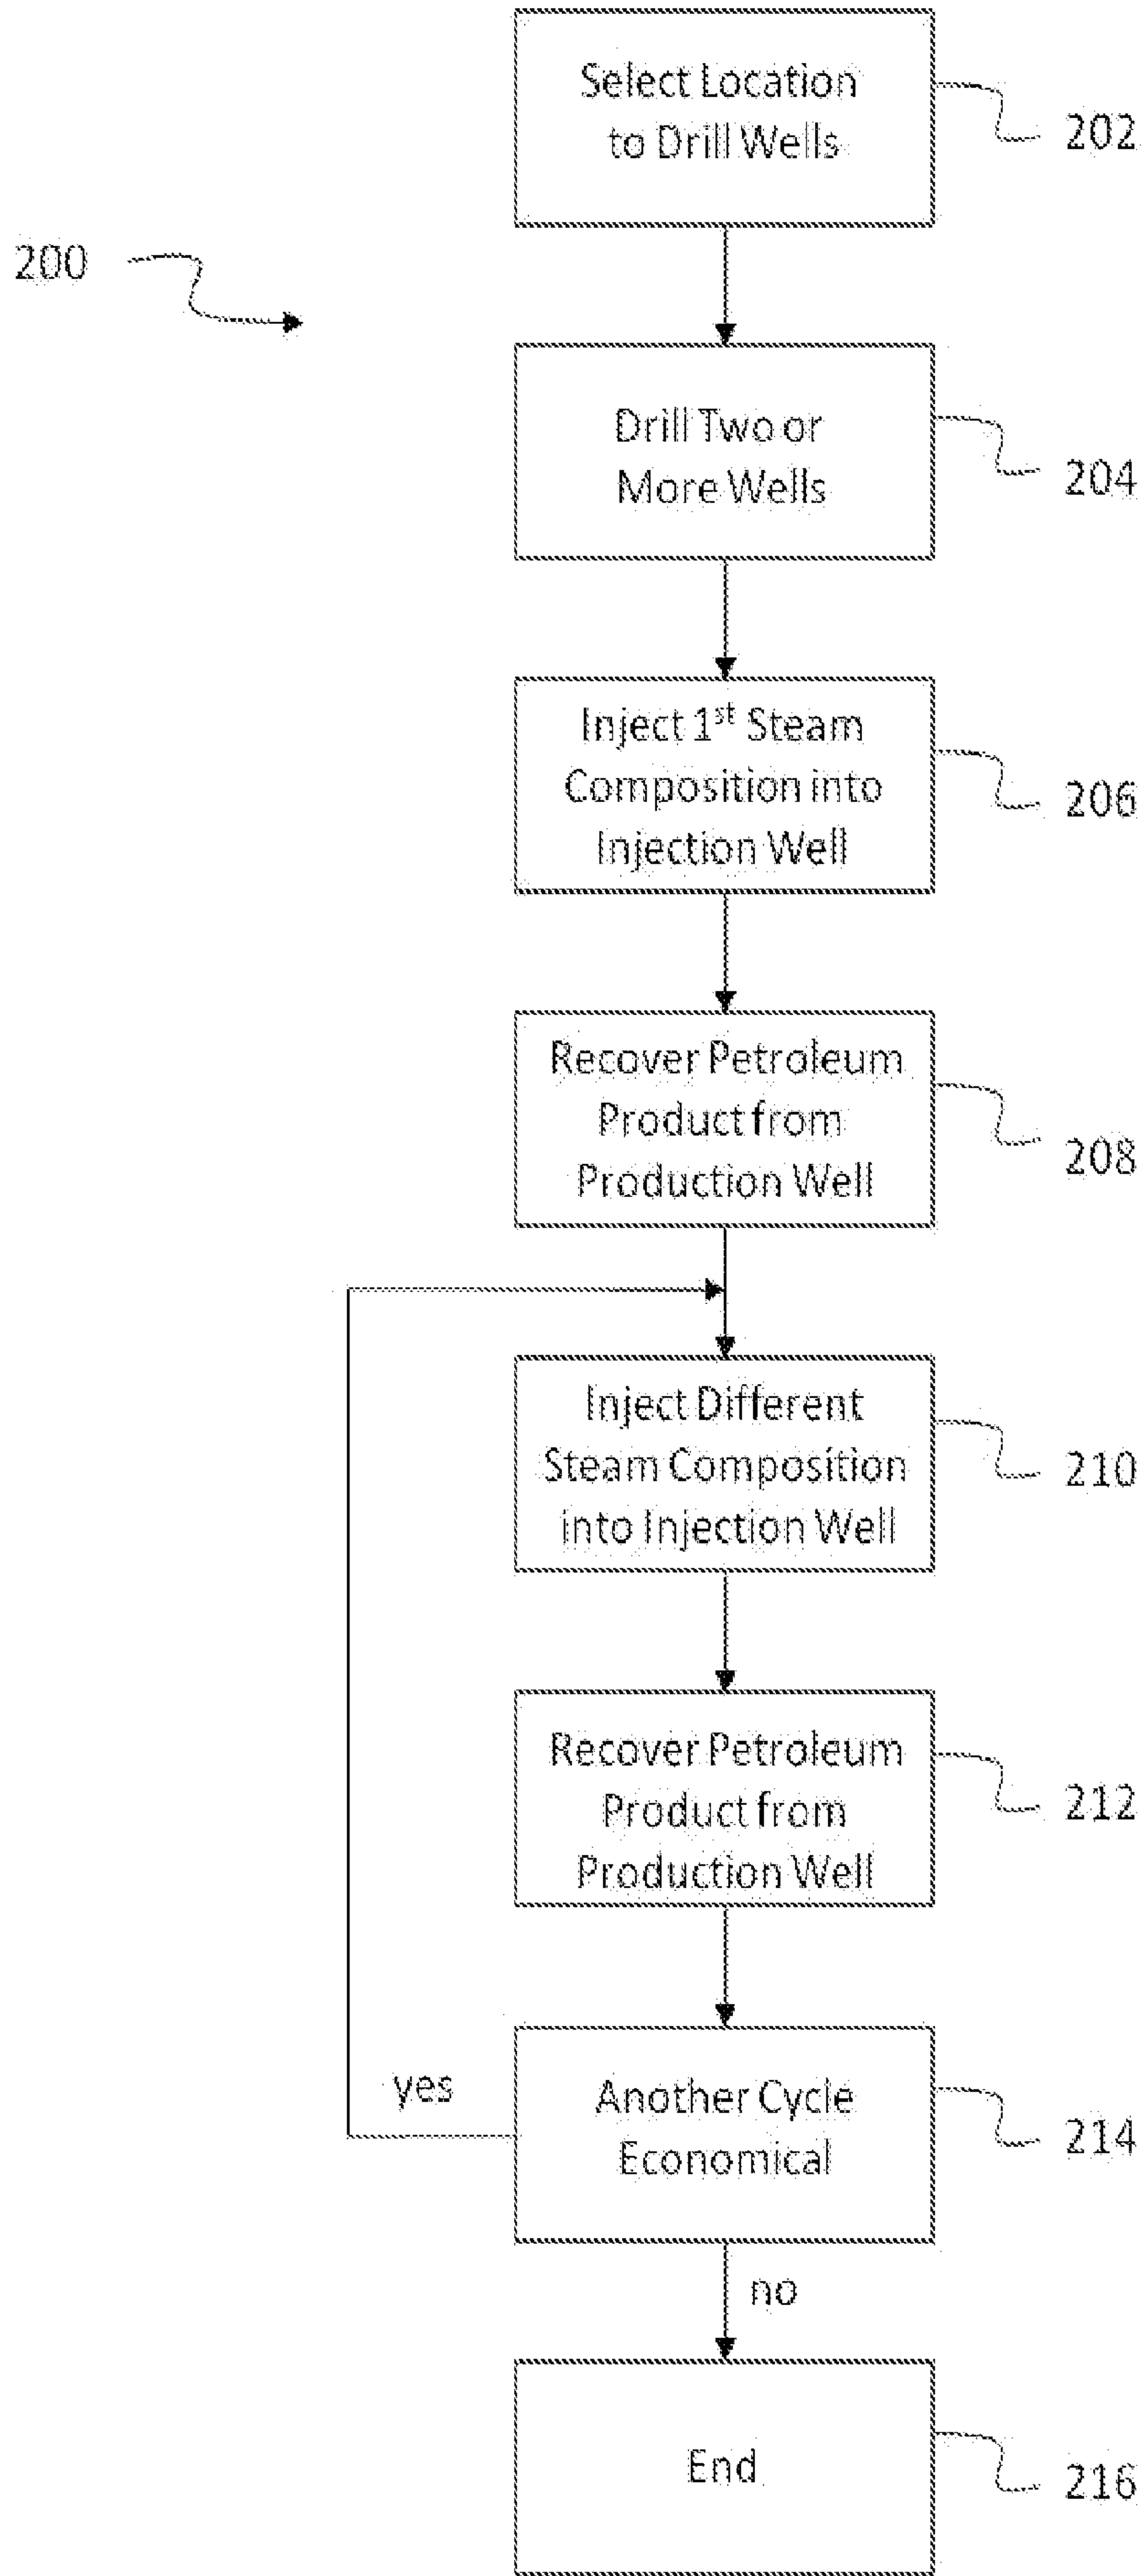 Select Location
to Drill Wells
202
200
Drill Two or
More Wells
204
Inject 1st Steam
Composition into
Injection Well
206
Recover Petroleum
Product from
Production Well
208
Inject Different
Steam Composition
into Injection Well
210
Recover Petroleum
Product from
Production Well
212
yes
Another Cycle
Economical
214
no
End
216